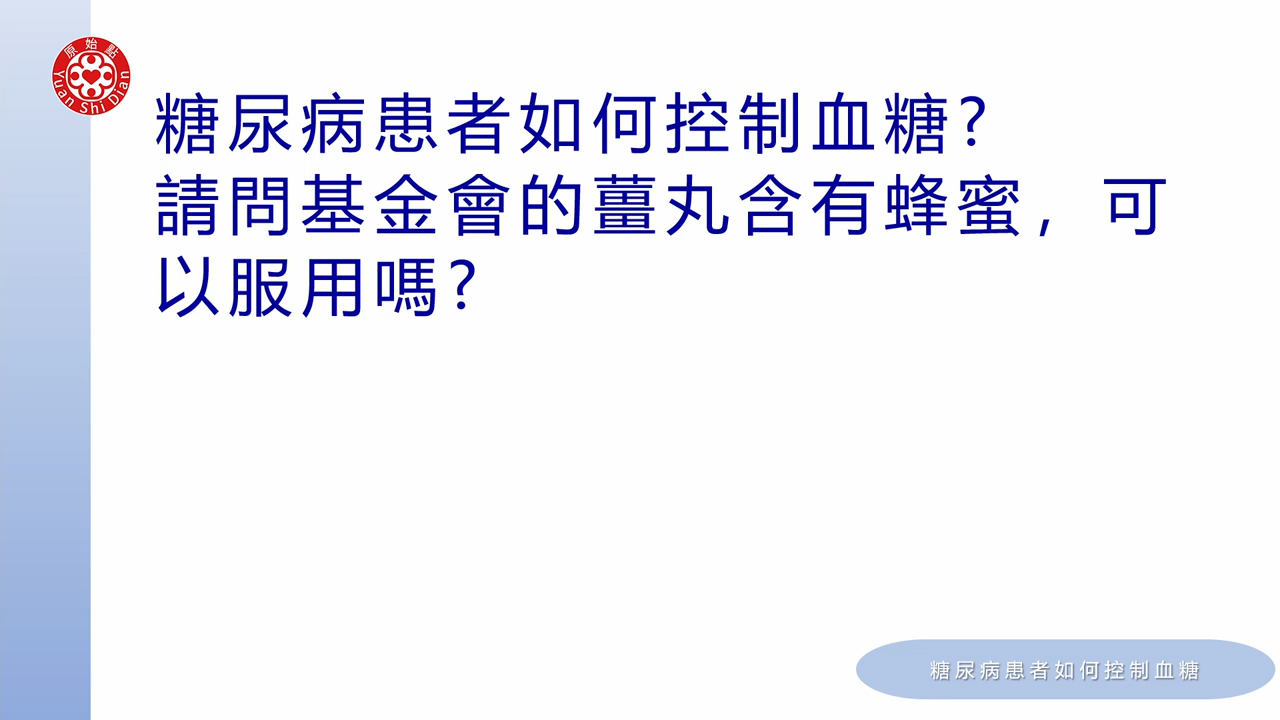 原始點
Yuan Shi Dian
糖尿病患者如何控制血糖?
請問基金會的薑丸含有蜂蜜，可
以服用嗎?
糖尿病患者如何控制血糖